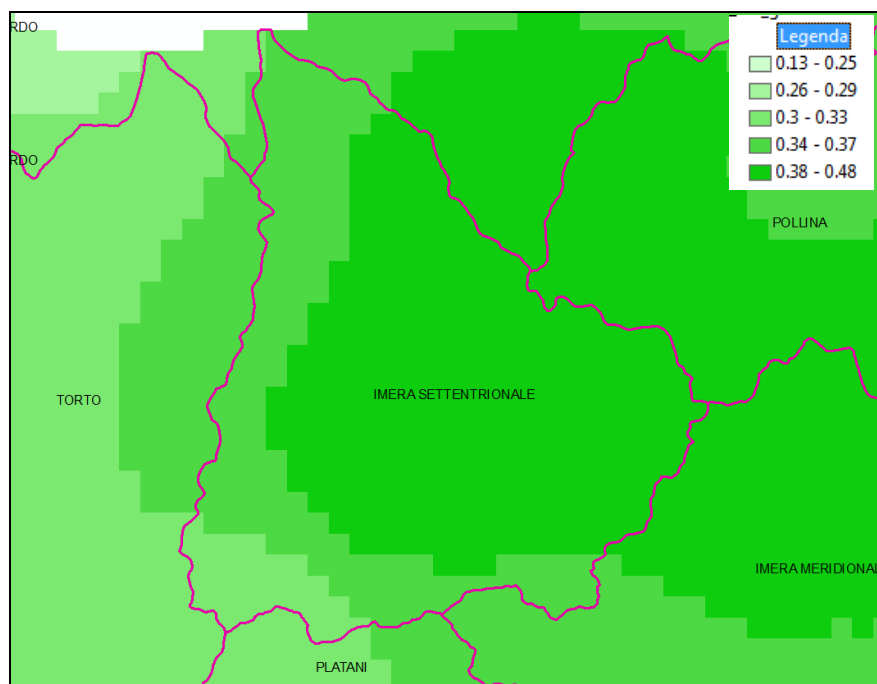 RDO
Legenda
0.13 - 0.25
0.26 - 0.29
0.3 - 0.33
0.34 - 0.37
0.38 - 0.48
RDO
POLLINA
IMERA SETTENTRIONALE
TORTO
IMERA MERIDIONAL
PLATANI